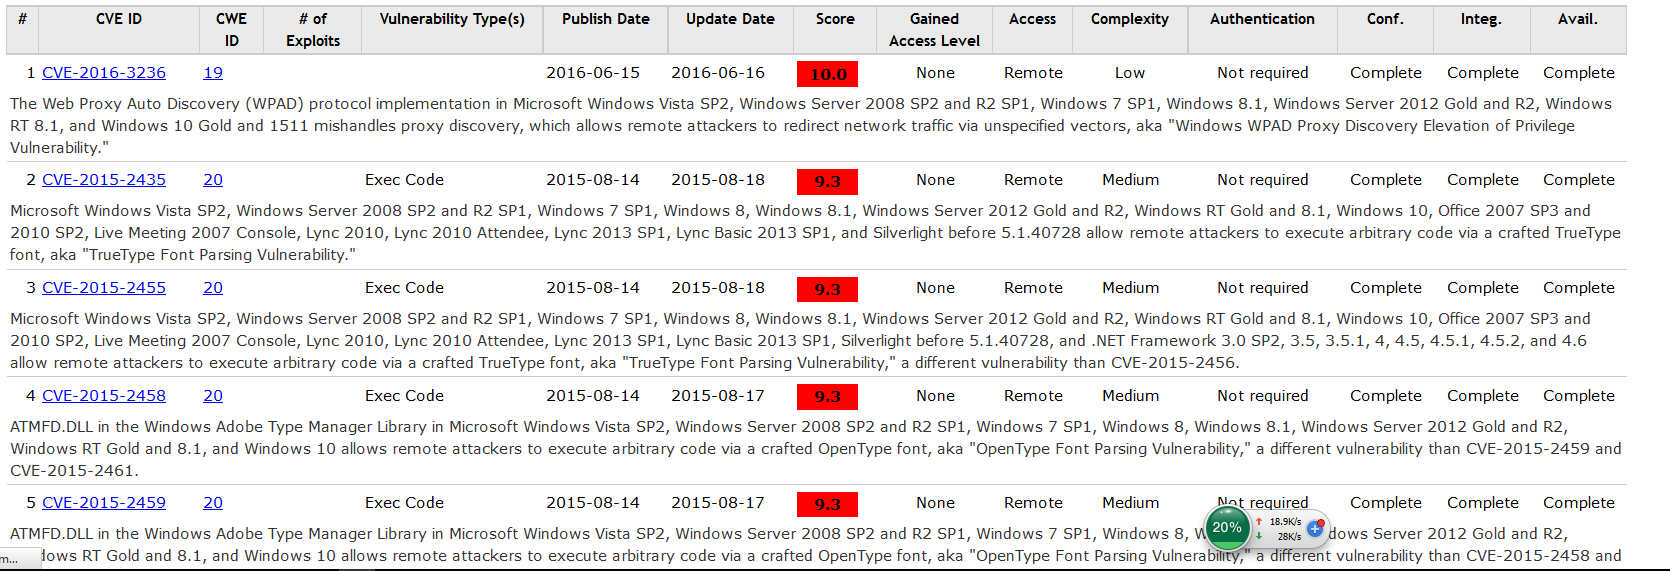 # CVE ID CWE ID # of Exploits Vulnerability Type(s) Publish Date Update Date Score Gained Access Level Access Complexity Authentication Conf. Integ. Avail.
1 CVE-2016-3236 19 2016-06-15 2016-06-16 10.0 None Remote Low Not required Complete Complete Complete
The Web Proxy Auto Discovery (WPAD) protocol implementation in Microsoft Windows Vista SP2, Windows Server 2008 SP2 and R2 SP1, Windows 7 SP1, Windows 8.1, Windows Server 2012 Gold and R2, Windows
RT 8.1, and Windows 10 Gold and 1511 mishandles proxy discovery, which allows remote attackers to redirect network traffic via unspecified vectors, aka "Windows WPAD Proxy Discovery Elevation of Privilege
Vulnerability."
2 CVE-2015-2435 20 Exec Code 2015-08-14 2015-08-18 9.3 None Remote Medium Not required Complete Complete Complete
Microsoft Windows Vista SP2, Windows Server 2008 SP2 and R2 SP1, Windows 7 SP1, Windows 8, Windows 8.1, Windows Server 2012 Gold and R2, Windows RT Gold and 8.1, Windows 10, Office 2007 SP3 and
2010 SP2, Live Meeting 2007 Console, Lync 2010, Lync 2010 Attendee, Lync 2013 SP1, Lync Basic 2013 SP1, and Silverlight before 5.1.40728 allow remote attackers to execute arbitrary code via a crafted TrueType
font, aka "TrueType Font Parsing Vulnerability."
3 CVE-2015-2455 20 Exec Code 2015-08-14 2015-08-18 9.3 None Remote Medium Not required Complete Complete Complete
Microsoft Windows Vista SP2, Windows Server 2008 SP2 and R2 SP1, Windows 7 SP1, Windows 8, Windows 8.1, Windows Server 2012 Gold and R2, Windows RT Gold and 8.1, Windows 10, Office 2007 SP3 and
2010 SP2, Live Meeting 2007 Console, Lync 2010, Lync 2010 Attendee, Lync 2013 SP1, Lync Basic 2013 SP1, Silverlight before 5.1.40728, and .NET Framework 3.0 SP2, 3.5, 3.5.1, 4, 4.5, 4.5.1, 4.5.2, and 4.6
allow remote attackers to execute arbitrary code via a crafted TrueType font, aka "TrueType Font Parsing Vulnerability," a different vulnerability than CVE-2015-2456.
4 CVE-2015-2458 20 Exec Code 2015-08-14 2015-08-17 9.3 None Remote Medium Not required Complete Complete Complete
ATMFD.DLL in the Windows Adobe Type Manager Library in Microsoft Windows Vista SP2, Windows Server 2008 SP2 and R2 SP1, Windows 7 SP1, Windows 8, Windows 8.1, Windows Server 2012 Gold and R2,
Windows RT Gold and 8.1, and Windows 10 allows remote attackers to execute arbitrary code via a crafted OpenType font, aka "OpenType Font Parsing Vulnerability," a different vulnerability than CVE-2015-2459 and
CVE-2015-2461.
5 CVE-2015-2459 20 Exec Code 2015-08-14 2015-08-17 9.3 None Remote Medium Not required Complete Complete Complete
ATMFD.DLL in the Windows Adobe Type Manager Library in Microsoft Windows Vista SP2, Windows Server 2008 SP2 and R2 SP1, Windows 7 SP1, Windows 8, dows Server 2012 Gold and R2,
dows RT Gold and 8.1, and Windows 10 allows remote attackers to execute arbitrary code via a crafted OpenType font, aka "OpenType Font Parsing Vulnerability," a different vulnerability than CVE-2015-2458 and
20% 18.9K/s
28K/s
m...